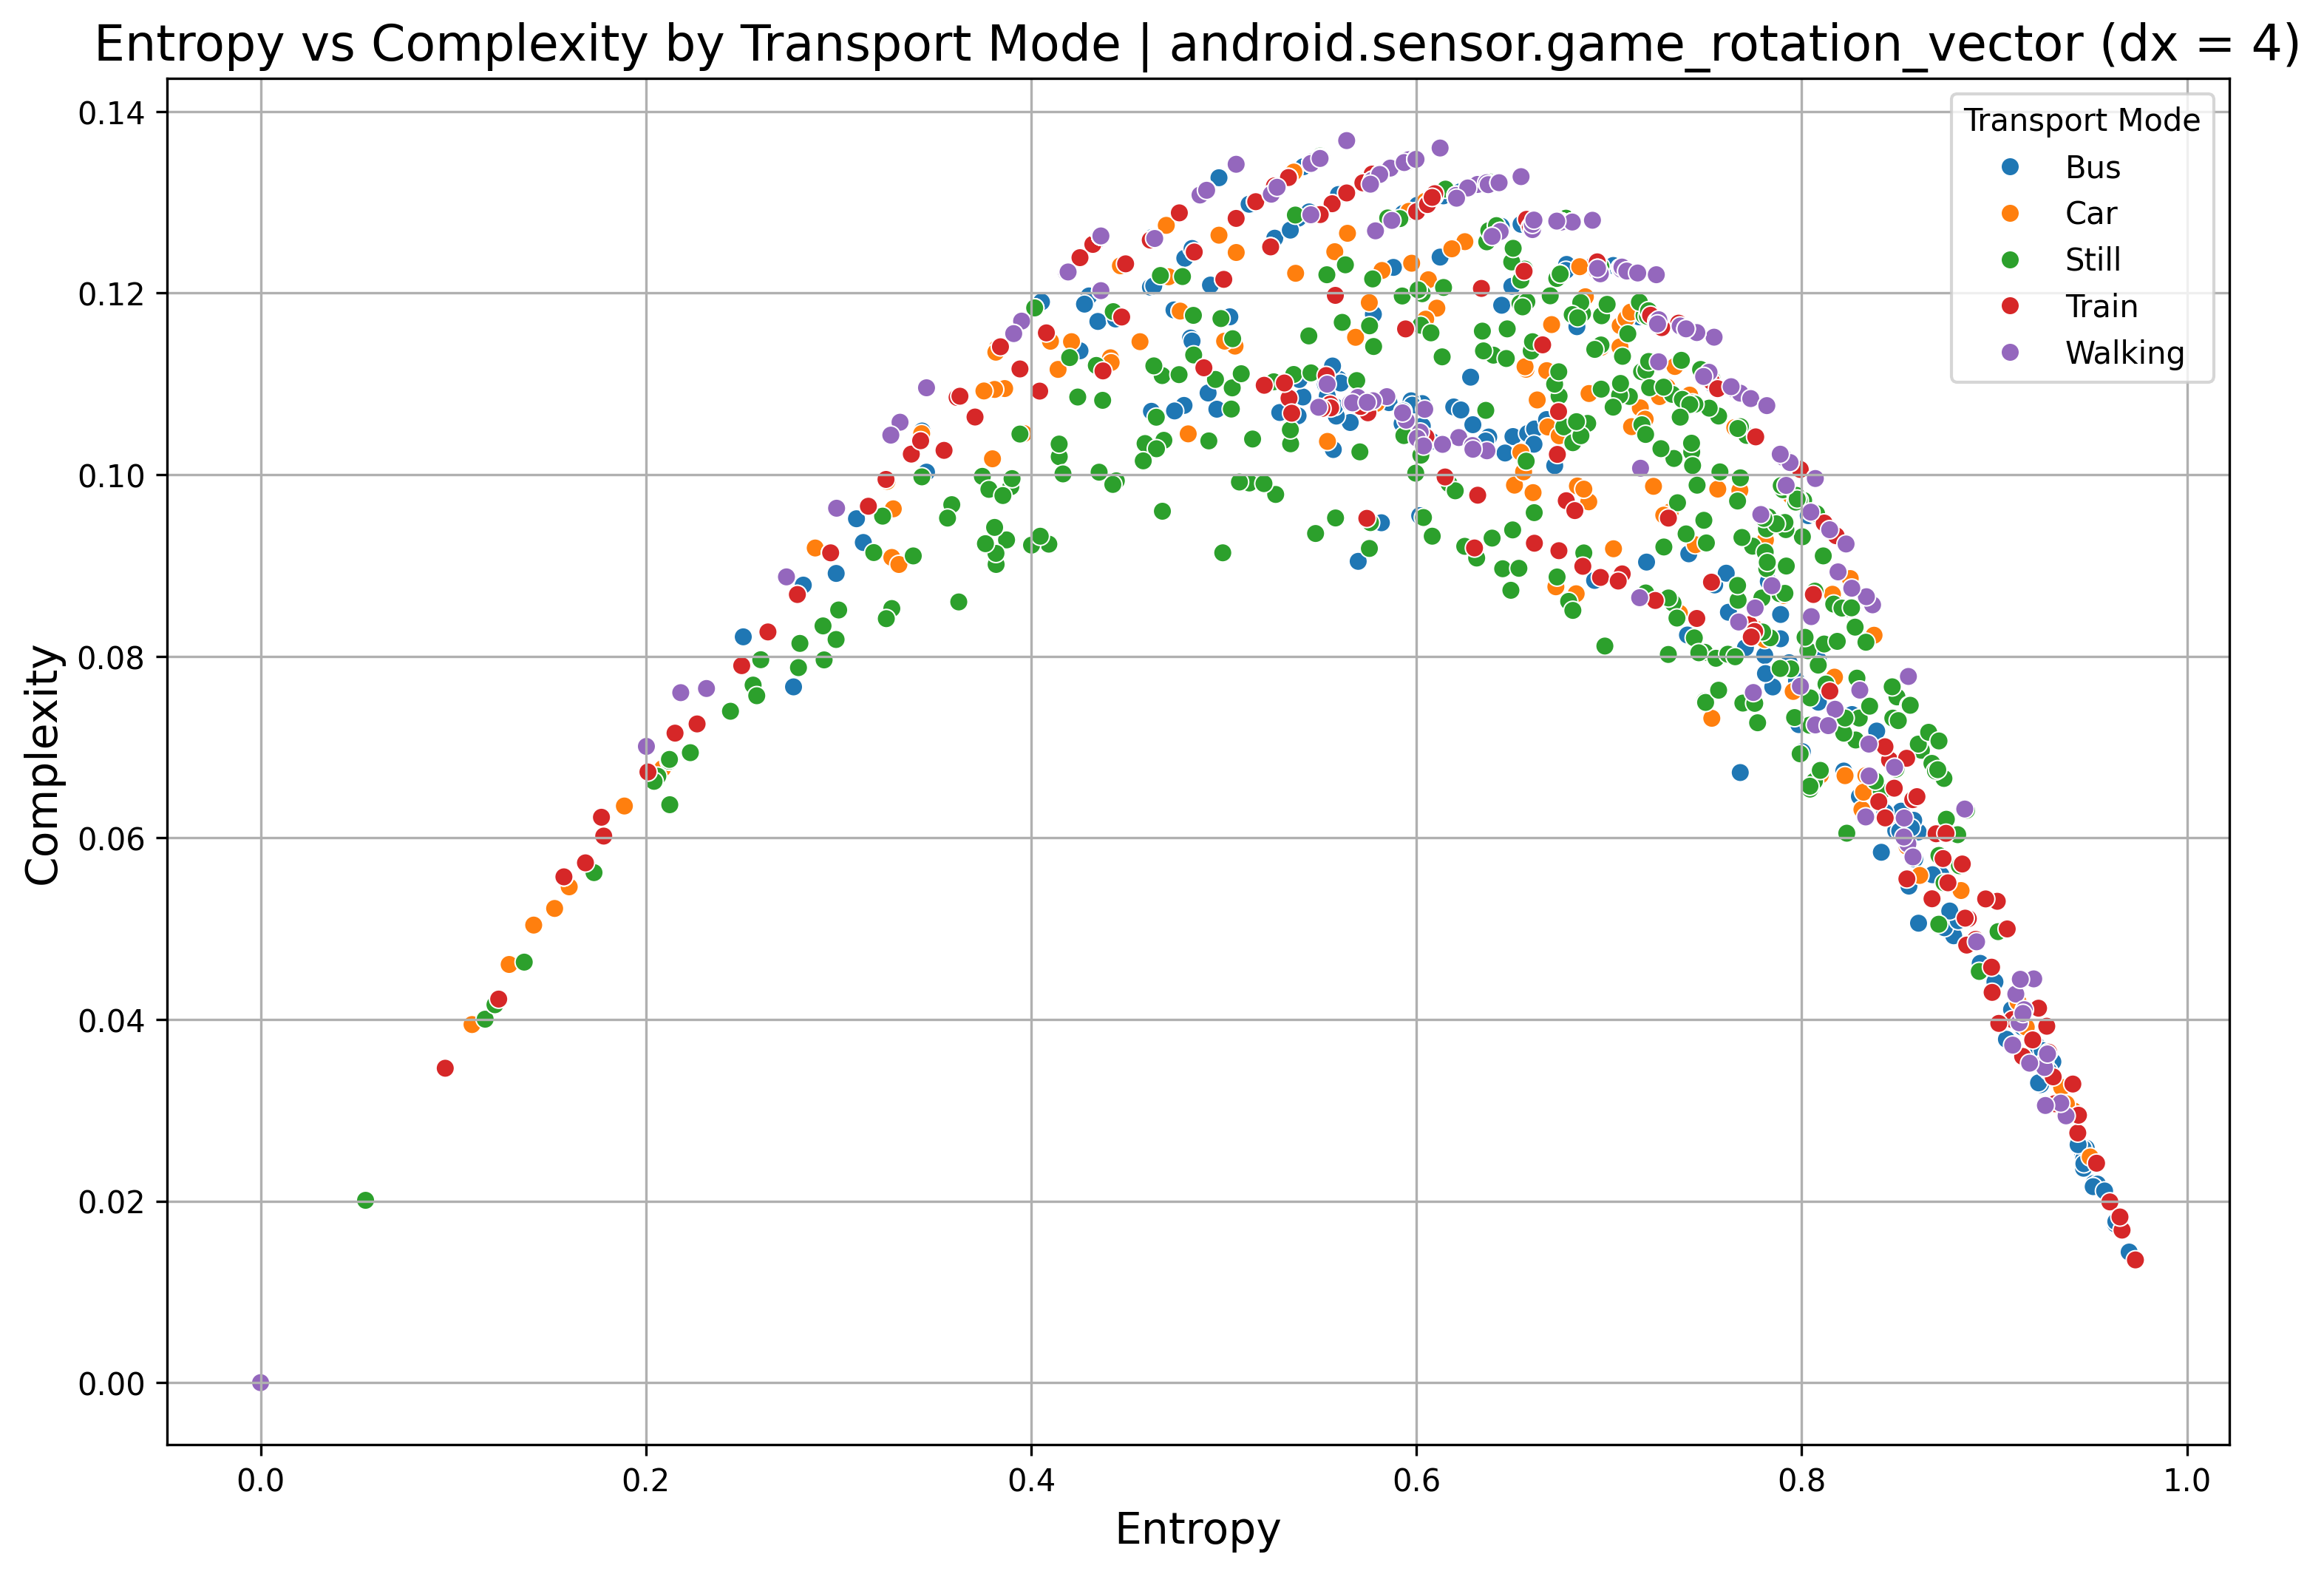 Entropy vs Complexity by Transport Mode | android.sensor.game_rotation_vector (dx = 4)
Transport Mode
Bus
Car
Still
Train
Walking
Complexity
0.14
0.12
0.10
0.08
0.06
0.04
0.02
0.00
0.0 0.2 0.4 0.6 0.8 1.0
Entropy